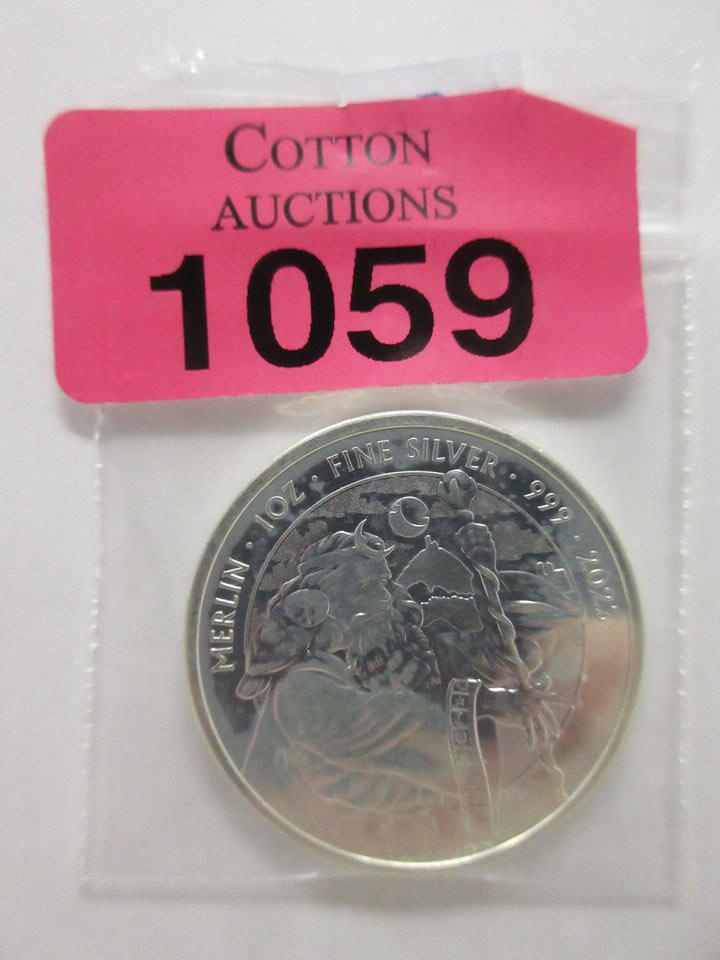 COTTON
AUCTIONS
1059
MERLIN · 1OZ · FINE SILVER · 999 ·